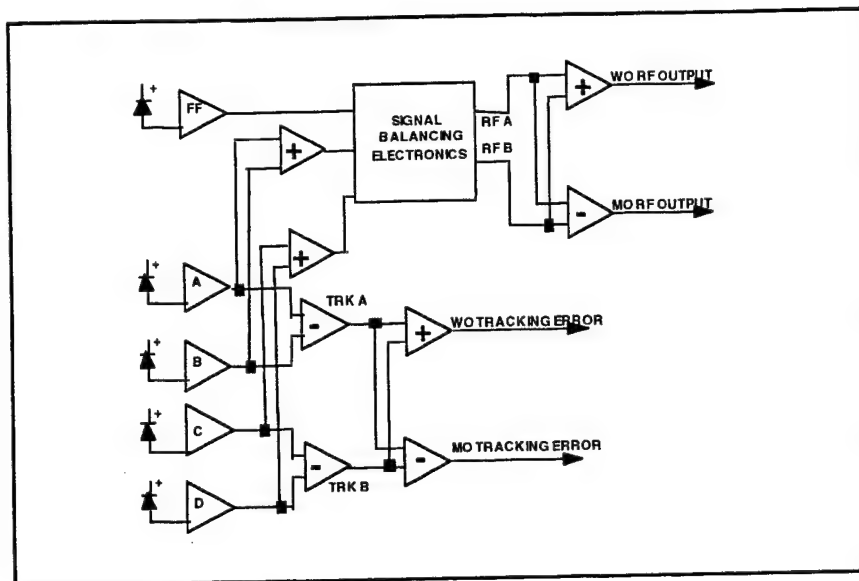 +
FF
SIGNAL
BALANCING
ELECTRONICS
RF A
RF B
+
WO RF OUTPUT
+
-
MO RF OUTPUT
+
+
A
TRK A
-
+
WO TRACKING ERROR
+
B
+
C
-
TRK B
-
MO TRACKING ERROR
+
D